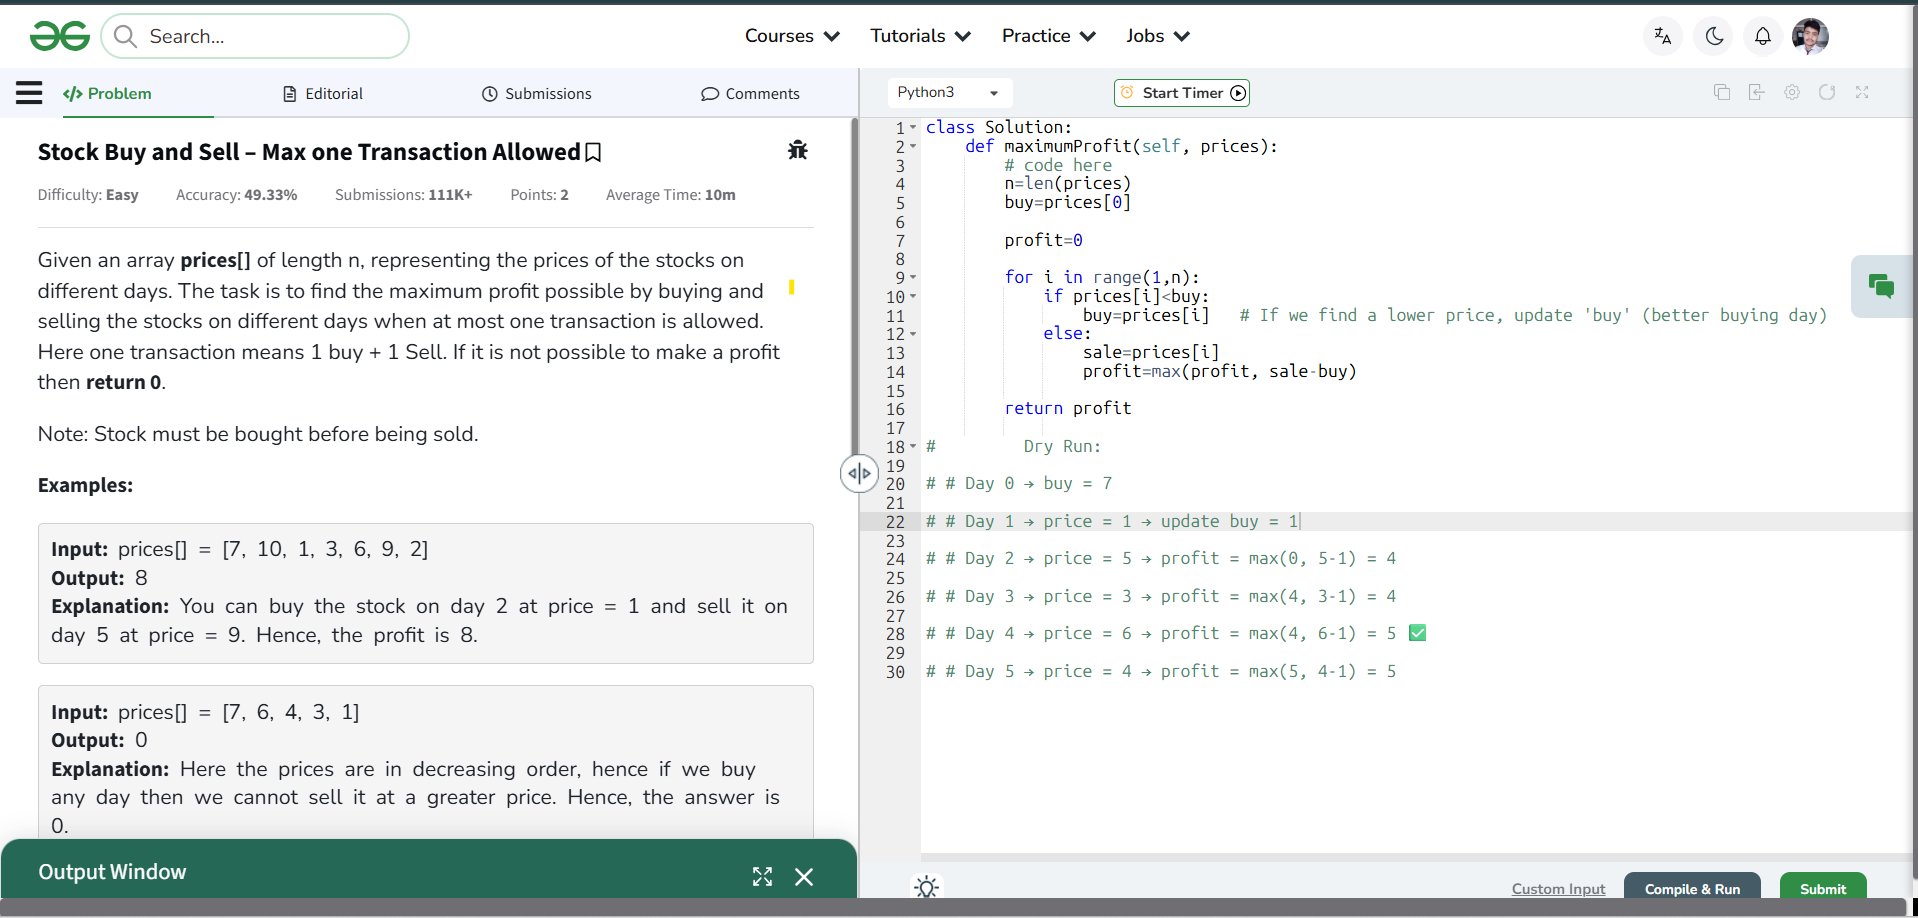 Search...
Courses
Tutorials
Practice
Jobs
Problem
Editorial
Submissions
Comments
Python3
Start Timer
Stock Buy and Sell – Max one Transaction Allowed
Difficulty: Easy Accuracy: 49.33% Submissions: 111K+ Points: 2 Average Time: 10m
Given an array prices[] of length n, representing the prices of the stocks on
different days. The task is to find the maximum profit possible by buying and
selling the stocks on different days when at most one transaction is allowed.
Here one transaction means 1 buy + 1 Sell. If it is not possible to make a profit
then return 0.
Note: Stock must be bought before being sold.
Examples:
Input: prices[] = [7, 10, 1, 3, 6, 9, 2]
Output: 8
Explanation: You can buy the stock on day 2 at price = 1 and sell it on
day 5 at price = 9. Hence, the profit is 8.
Input: prices[] = [7, 6, 4, 3, 1]
Output: 0
Explanation: Here the prices are in decreasing order, hence if we buy
any day then we cannot sell it at a greater price. Hence, the answer is
0.
Output Window
1 class Solution:
2 def maximumProfit(self, prices):
3 # code here
4 n=len(prices)
5 buy=prices[0]
6
7 profit=0
8
9 for i in range(1,n):
10 if prices[i]<buy:
11 buy=prices[i] # If we find a lower price, update 'buy' (better buying day)
12 else:
13 sale=prices[i]
14 profit=max(profit, sale-buy)
15
16 return profit
17
18 # Dry Run:
19
20 # # Day 0 → buy = 7
21
22 # # Day 1 → price = 1 → update buy = 1
23
24 # # Day 2 → price = 5 → profit = max(0, 5-1) = 4
25
26 # # Day 3 → price = 3 → profit = max(4, 3-1) = 4
27
28 # # Day 4 → price = 6 → profit = max(4, 6-1) = 5 ✅
29
30 # # Day 5 → price = 4 → profit = max(5, 4-1) = 5
Custom Input
Compile & Run
Submit